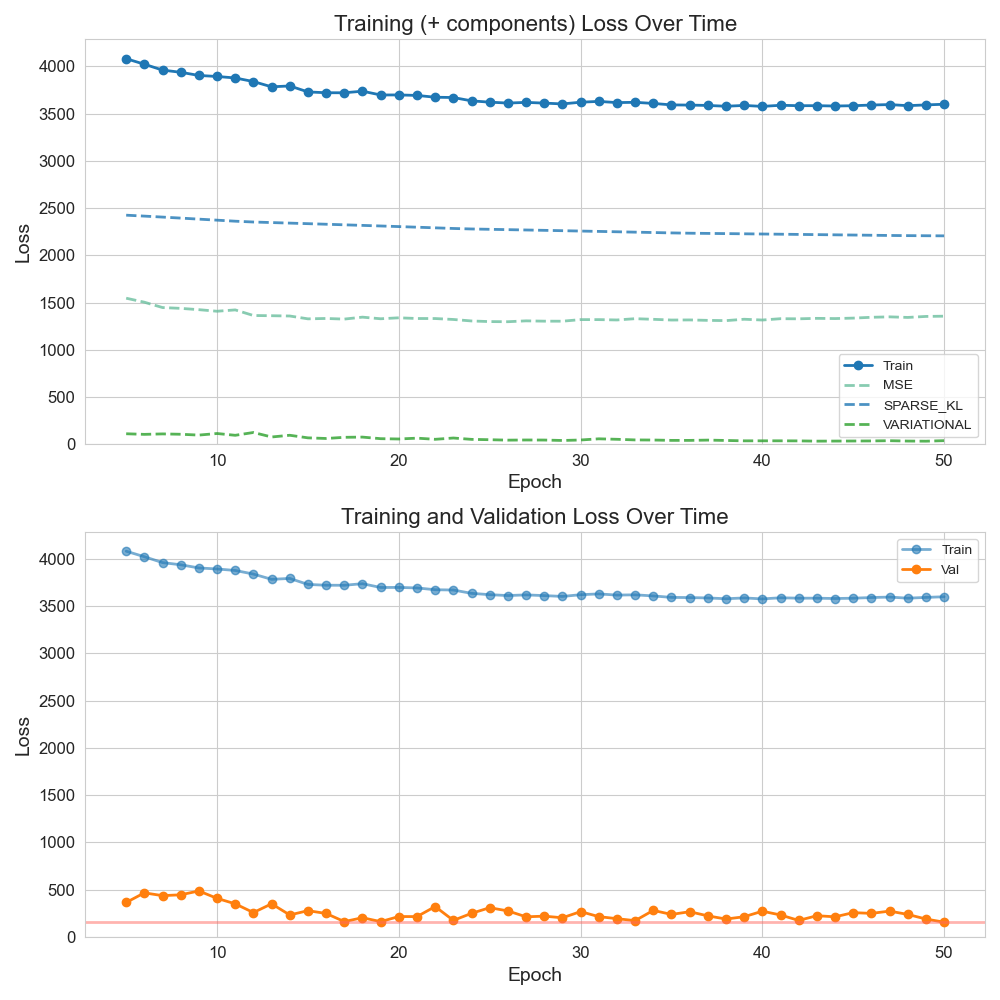 Training (+ components) Loss Over Time
4000
3500
3000
2500
2000
1500
1000
500
0
Loss
Train
MSE
SPARSE_KL
VARIATIONAL
10 20 30 40 50
Epoch
Training and Validation Loss Over Time
4000
3500
3000
2500
2000
1500
1000
500
0
Loss
Train
Val
10 20 30 40 50
Epoch